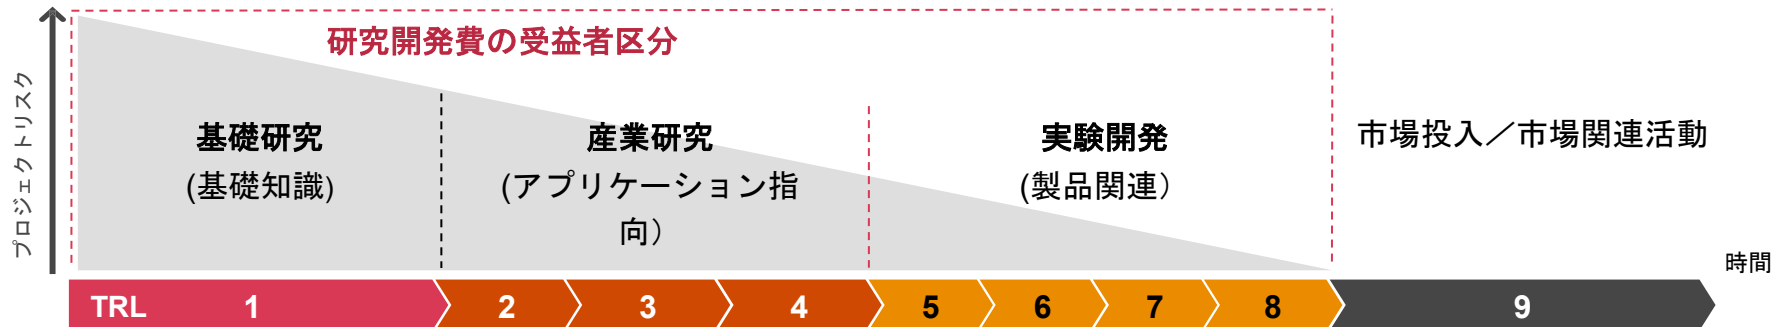 研究開発費の受益者区分
プロジェクトリスク
基礎研究
(基礎知識)
産業研究
(アプリケーション指
向）
実験開発
(製品関連）
市場投入／市場関連活動
時間
TRL 1 2 3 4 5 6 7 8 9